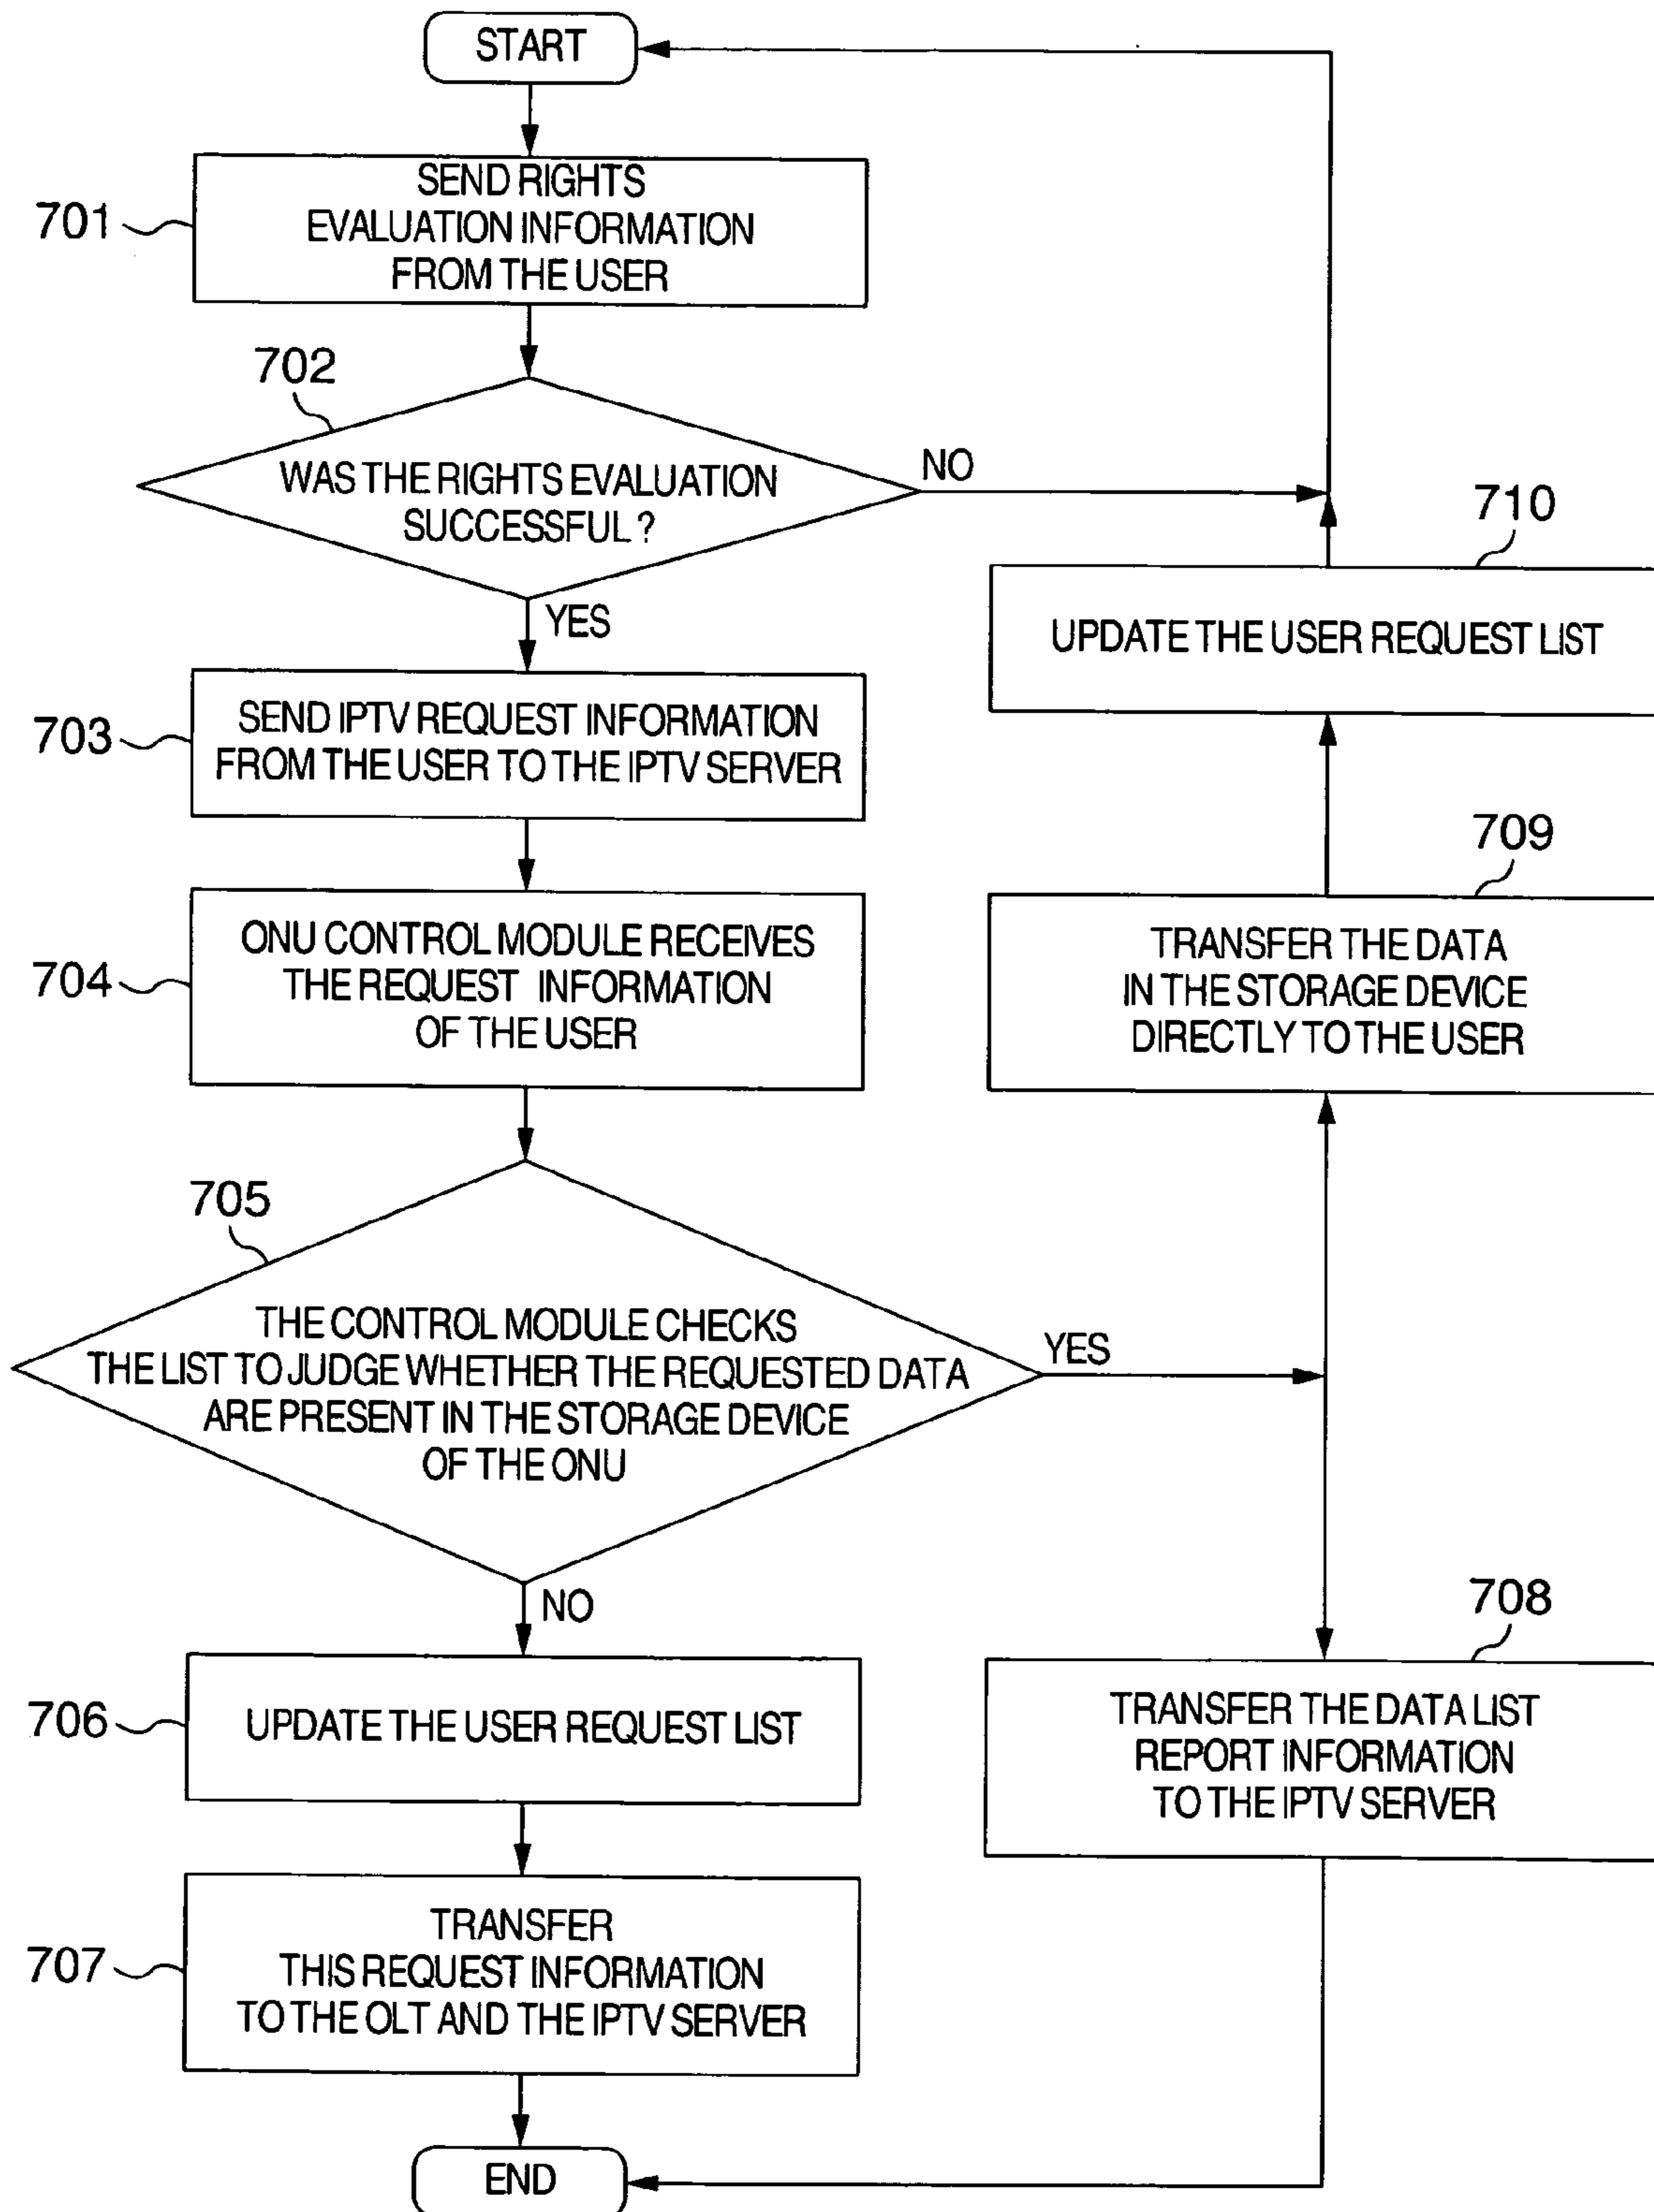 START
701
SEND RIGHTS
EVALUATION INFORMATION
FROM THE USER
702
WAS THE RIGHTS EVALUATION
SUCCESSFUL ?
NO
YES
703
SEND IPTV REQUEST INFORMATION
FROM THE USER TO THE IPTV SERVER
704
ONU CONTROL MODULE RECEIVES
THE REQUEST INFORMATION
OF THE USER
705
THE CONTROL MODULE CHECKS
THE LIST TO JUDGE WHETHER THE REQUESTED DATA
ARE PRESENT IN THE STORAGE DEVICE
OF THE ONU
YES
NO
706
UPDATE THE USER REQUEST LIST
707
TRANSFER
THIS REQUEST INFORMATION
TO THE OLT AND THE IPTV SERVER
END
710
UPDATE THE USER REQUEST LIST
709
TRANSFER THE DATA
IN THE STORAGE DEVICE
DIRECTLY TO THE USER
708
TRANSFER THE DATA LIST
REPORT INFORMATION
TO THE IPTV SERVER